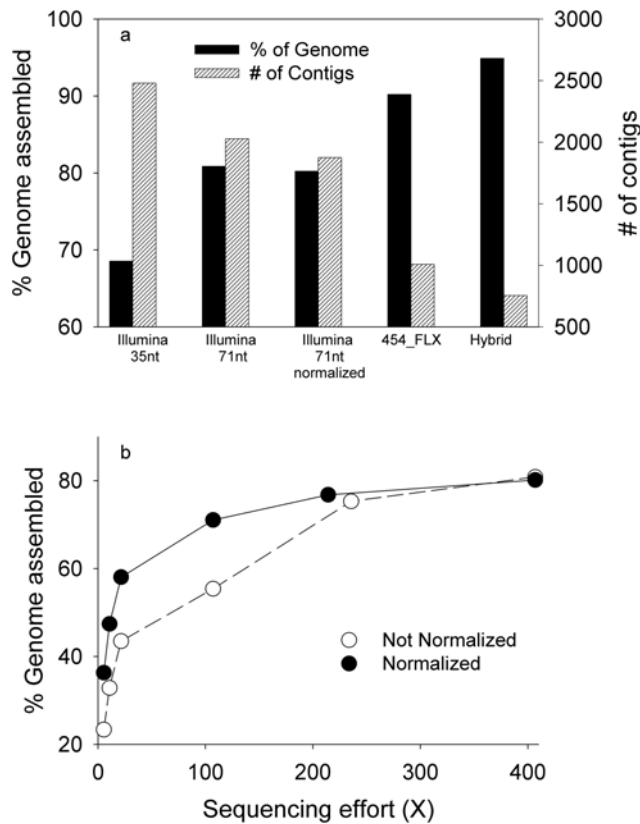 a
% of Genome
# of Contigs
% Genome assembled
100
90
80
70
60
# of contigs
3000
2500
2000
1500
1000
500
Illumina
35nt
Illumina
71nt
Illumina
71nt
normalized
454_FLX
Hybrid
b
% Genome assembled
80
60
40
20
Not Normalized
Normalized
0
100
200
300
400
Sequencing effort (X)